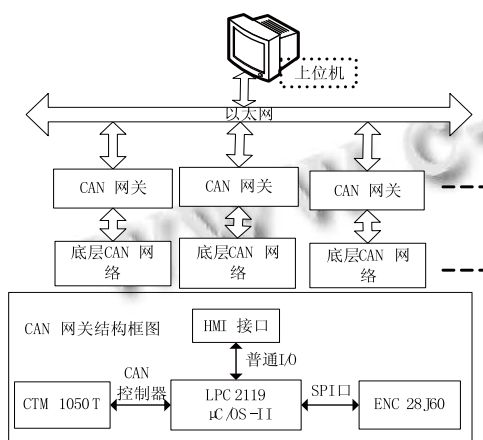 上位机
以太网
CAN 网关
CAN 网关
CAN 网关
底层CAN 网
络
底层CAN 网
络
底层CAN 网
络
CAN 网关结构框图
HMI 接口
普通I/O
CAN
控制器
SPI口
CTM 1050T
LPC 2119
μC/OS-II
ENC 28J60